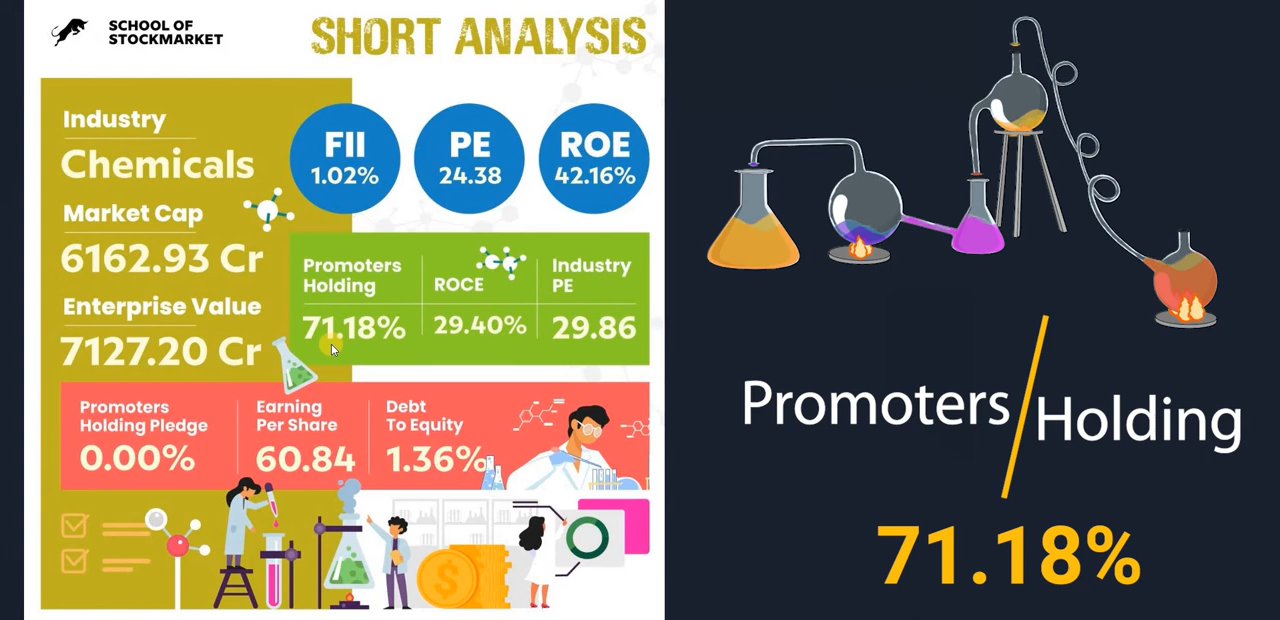 SCHOOL OF
STOCKMARKET
SHORT ANALYSIS
Industry
Chemicals
Market Cap
6162.93 Cr
Enterprise Value
7127.20 Cr
FII
1.02%
PE
24.38
ROE
42.16%
Promoters
Holding
71.18%
ROCE
29.40%
Industry
PE
29.86
Promoters
Holding Pledge
0.00%
Earning
Per Share
60.84
Debt
To Equity
1.36%
$
Promoters/Holding
71.18%